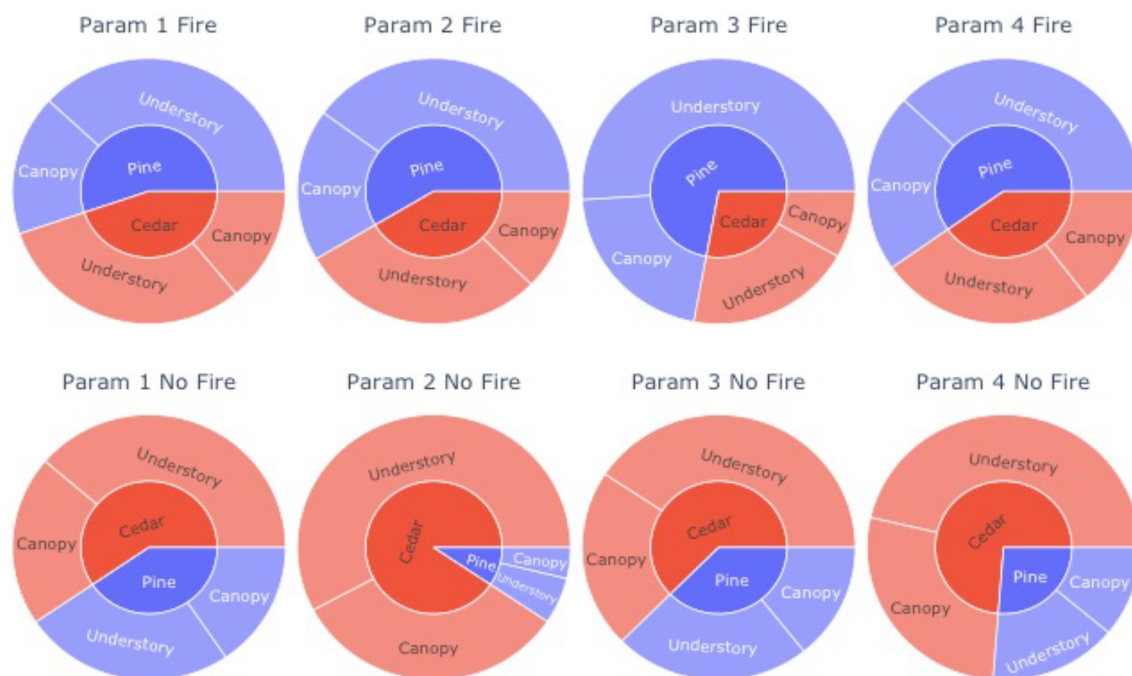 Param 1 Fire
Param 2 Fire
Param 3 Fire
Param 4 Fire
Understory
Canopy
Pine
Cedar
Canopy
Understory
Understory
Canopy
Pine
Cedar
Canopy
Understory
Understory
Pine
Canopy
Cedar
Canopy
Understory
Understory
Canopy
Pine
Cedar
Canopy
Understory
Param 1 No Fire
Param 2 No Fire
Param 3 No Fire
Param 4 No Fire
Understory
Cedar
Canopy
Pine
Canopy
Understory
Understory
Cedar
Pine
Canopy
Understory
Canopy
Understory
Cedar
Canopy
Pine
Canopy
Understory
Understory
Cedar
Canopy
Pine
Canopy
Understory